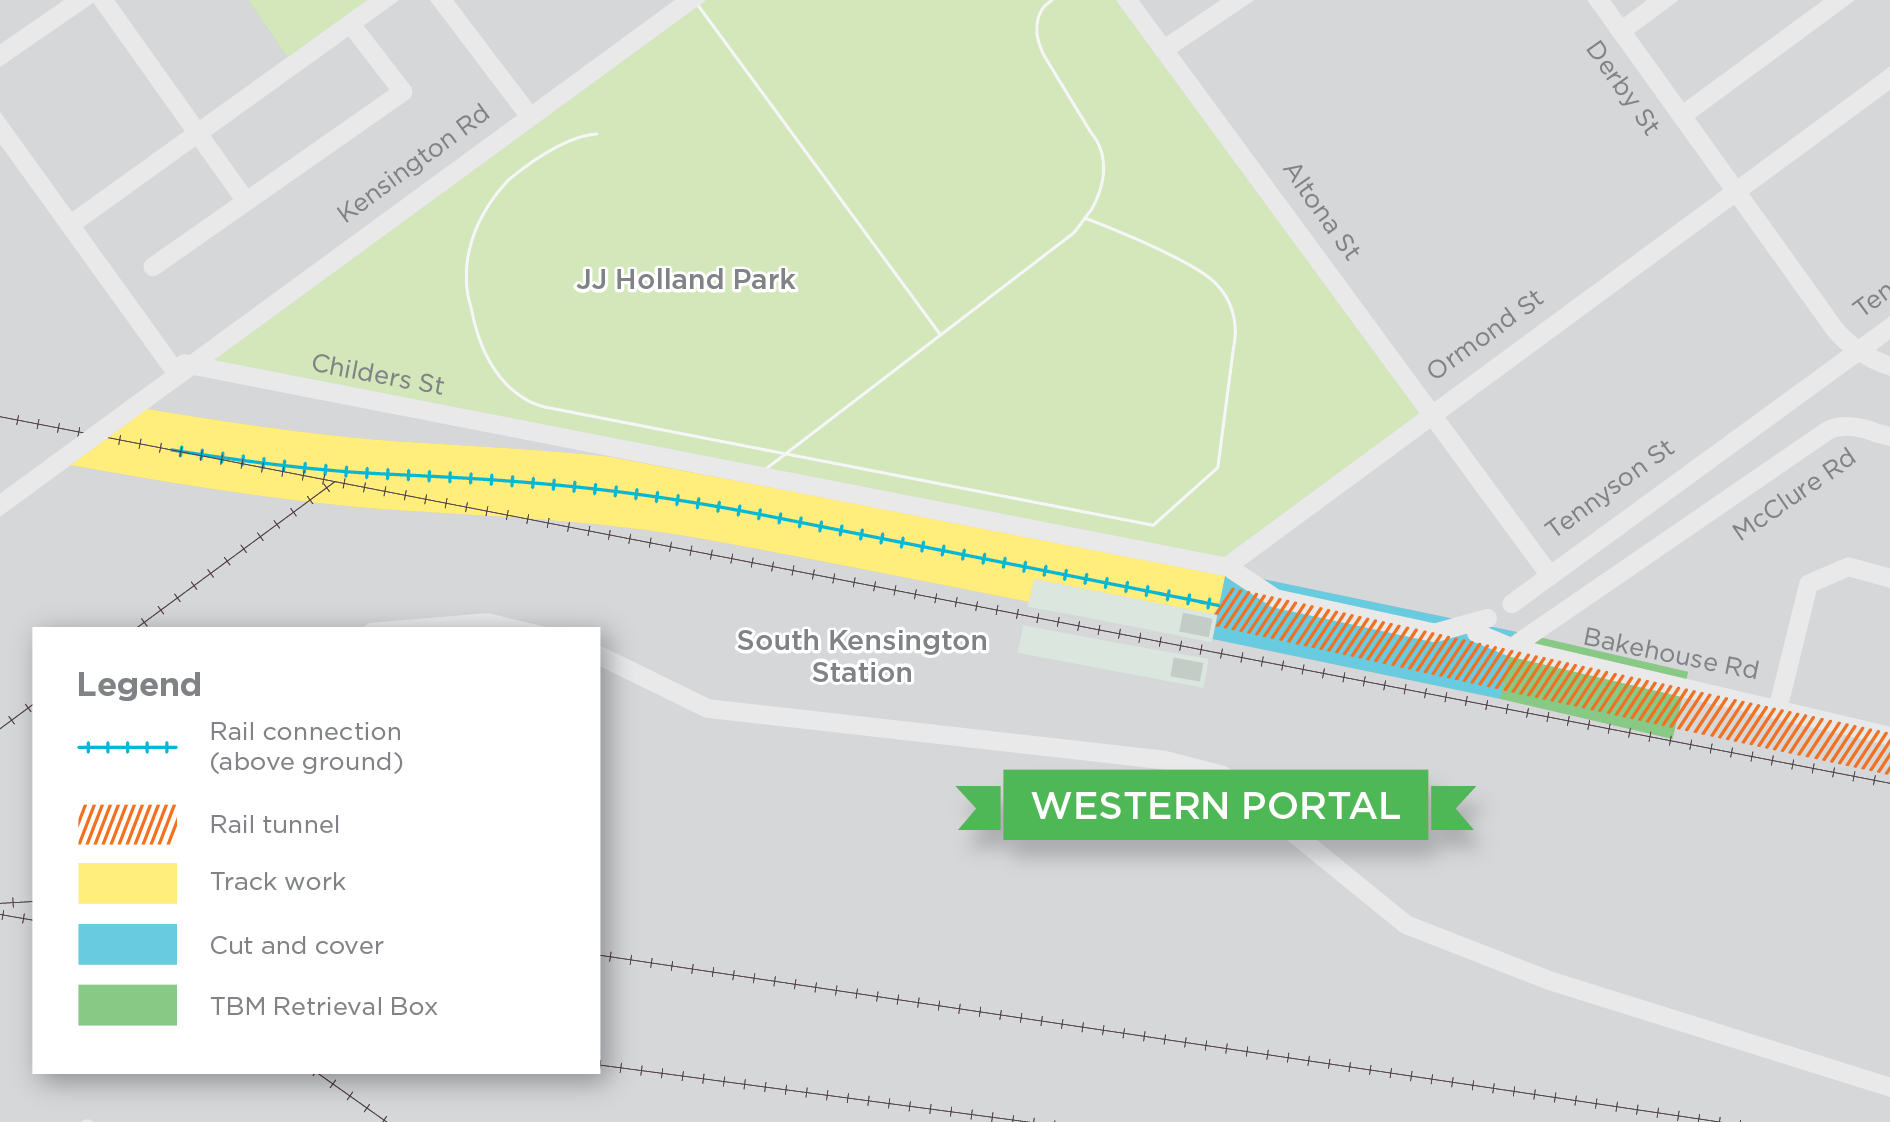 Derby St
Kensington Rd
Altona St
JJ Holland Park
Ormond St
Childers St
Tennyson St
McClure Rd
South Kensington
Station
Bakehouse Rd
WESTERN PORTAL
Legend
Rail connection
(above ground)
Rail tunnel
Track work
Cut and cover
TBM Retrieval Box